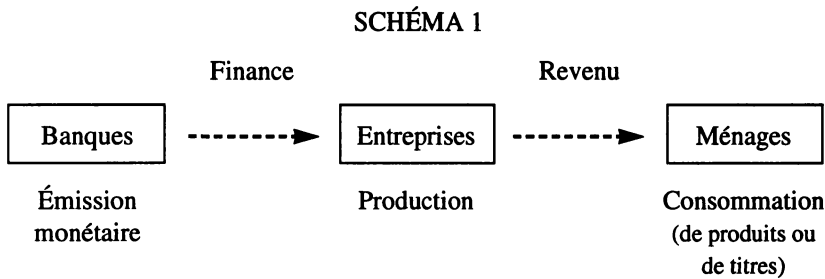 SCHÉMA 1
Finance
Revenu
Banques
Entreprises
Ménages
Émission
monétaire
Production
Consommation
(de produits ou
de titres)